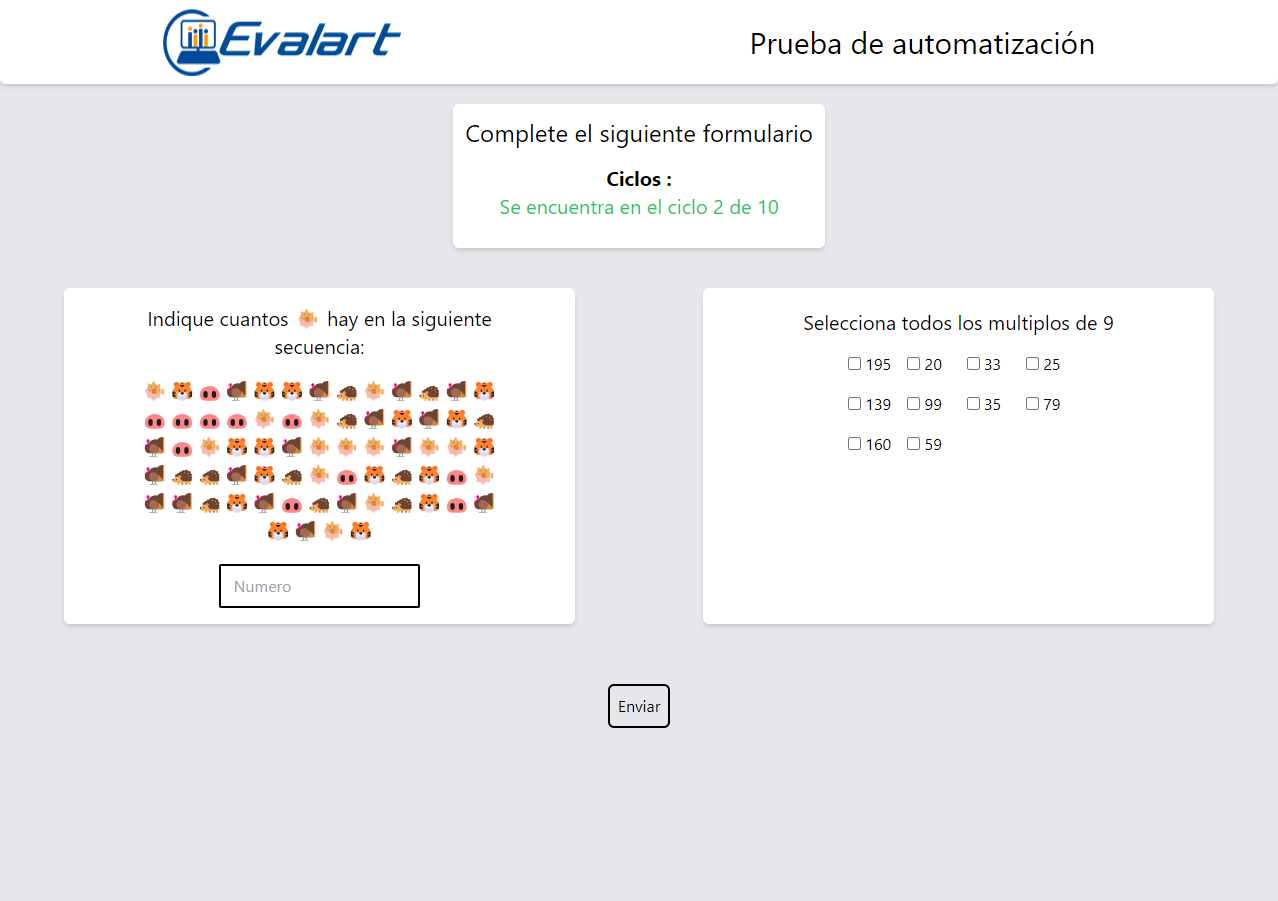 Evalart
Prueba de automatización
Complete el siguiente formulario
Ciclos :
Se encuentra en el ciclo 2 de 10
Indique cuantos 🐡 hay en la siguiente
secuencia:
Numero
Selecciona todos los multiplos de 9
195 20 33 25
139 99 35 79
160 59
Enviar